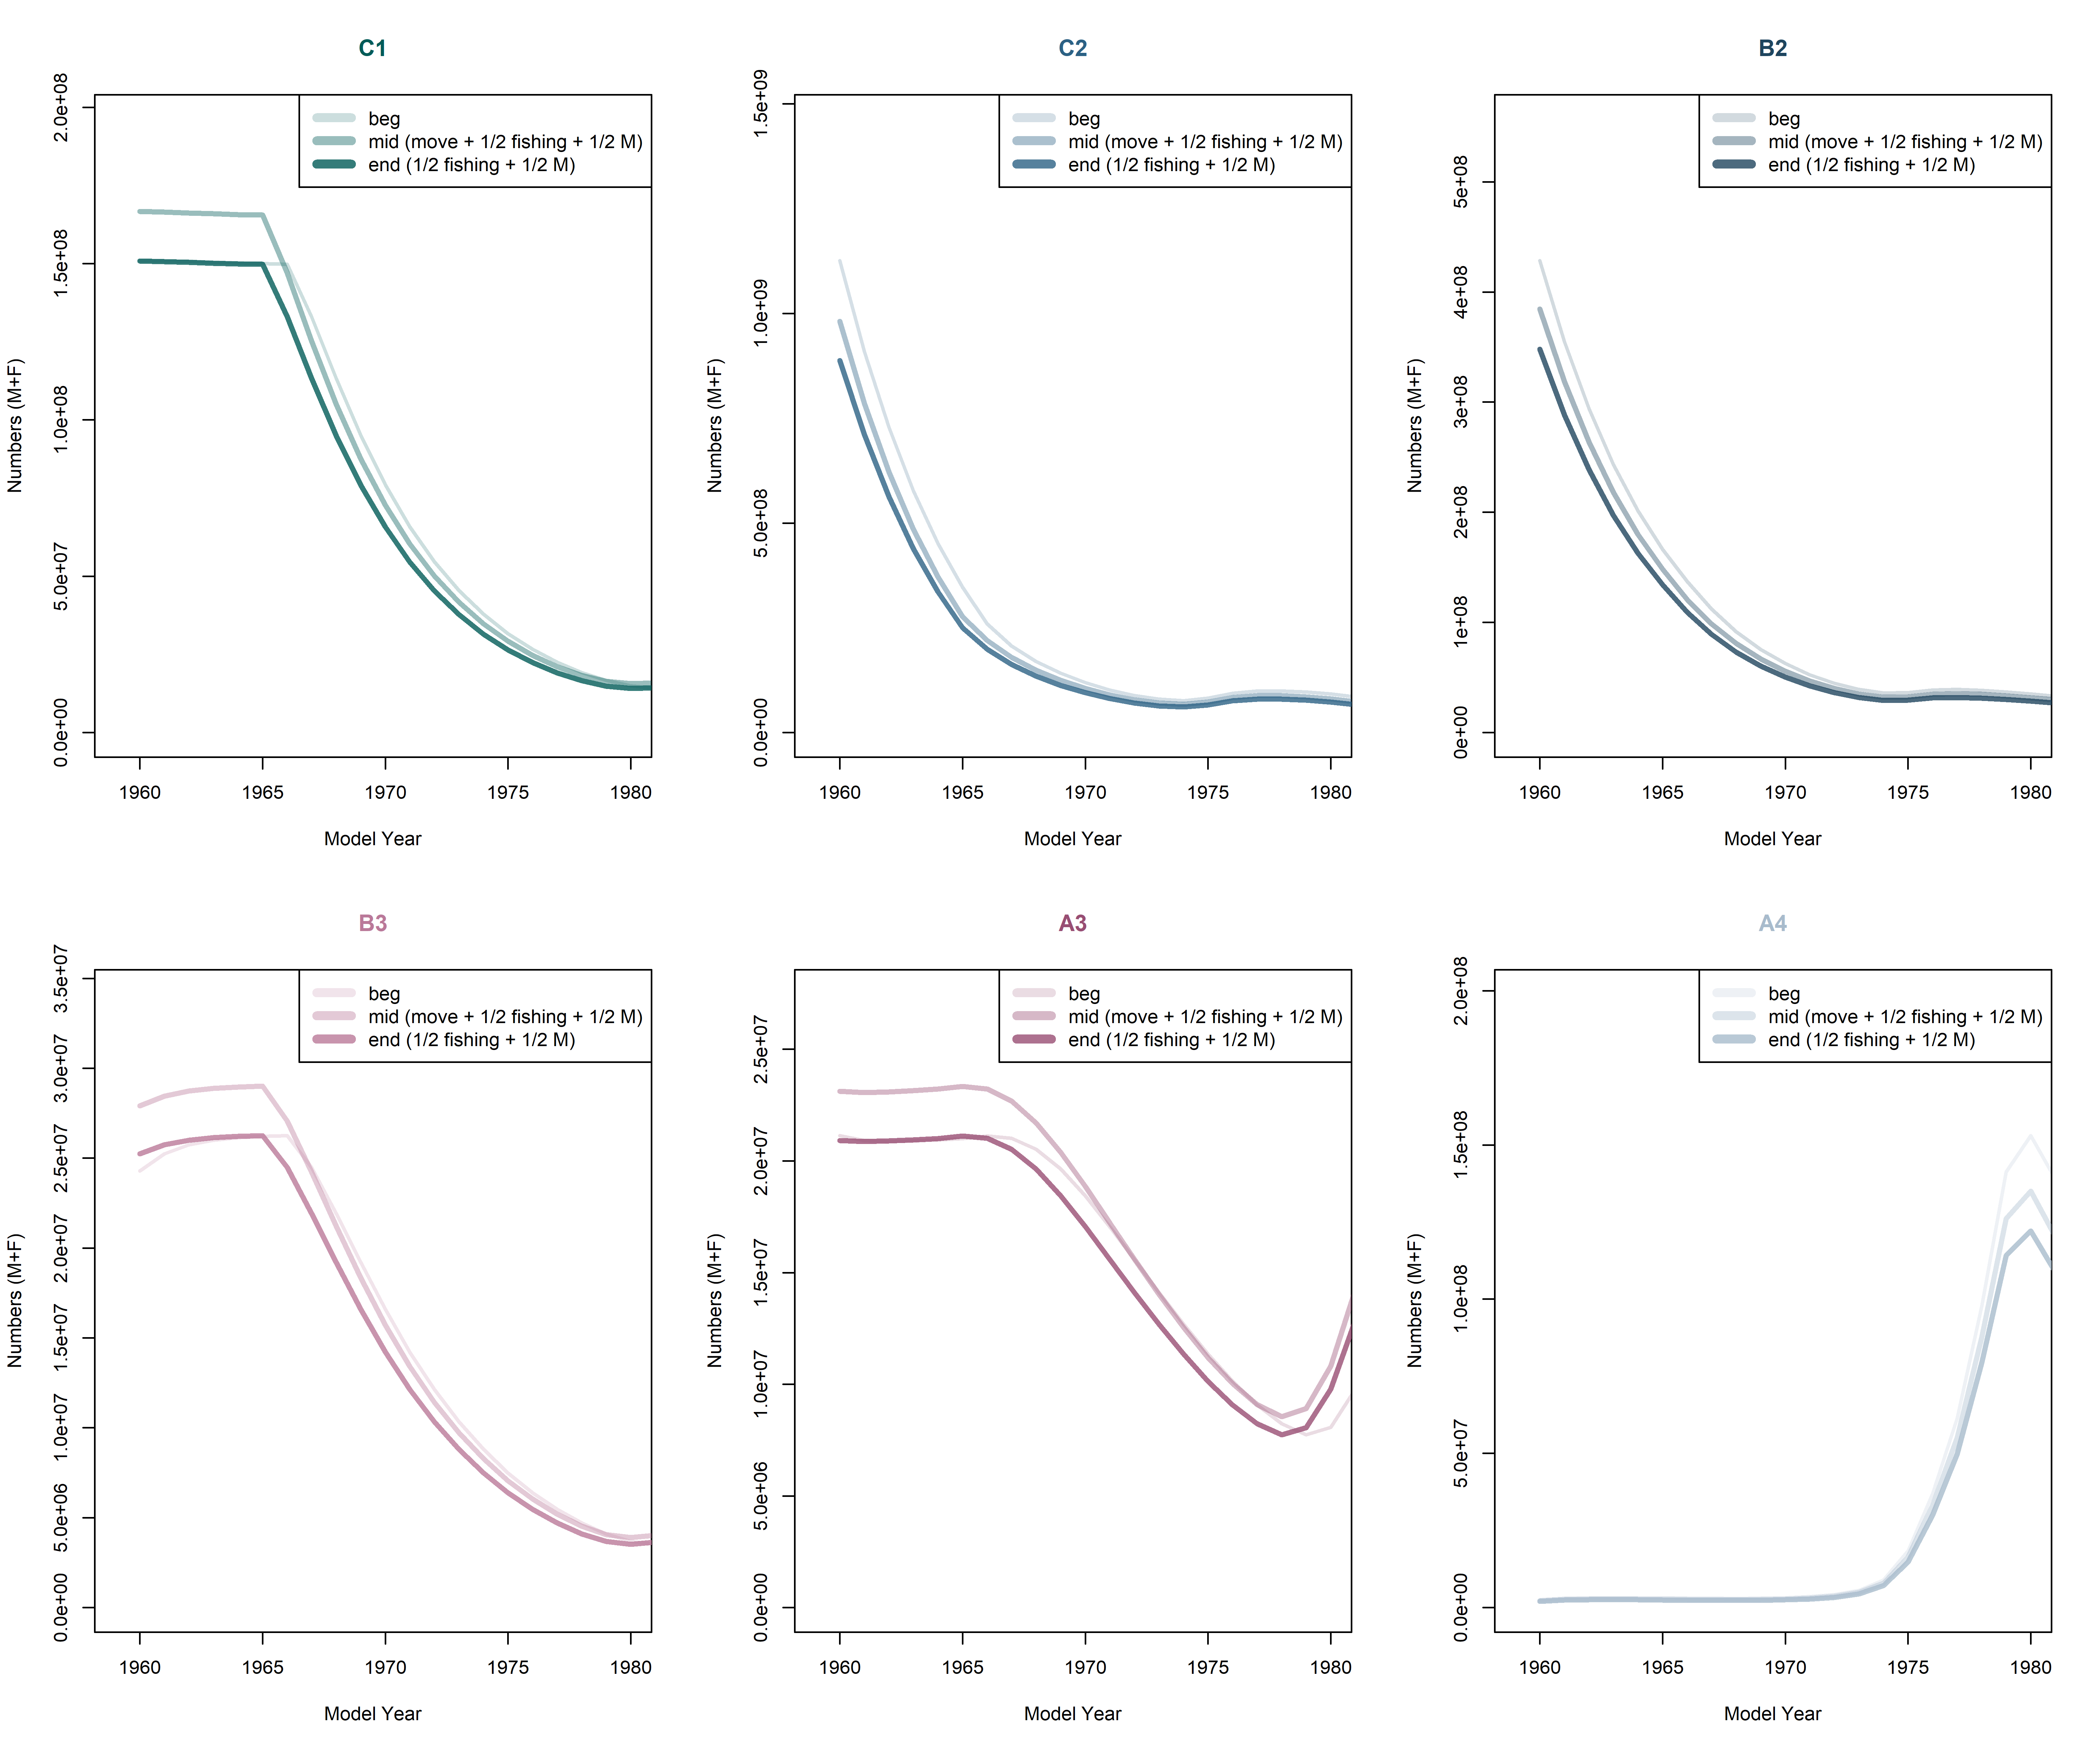 C1
2.0e+08
1.5e+08
1.0e+08
5.0e+07
0.0e+00
Numbers (M+F)
beg
mid (move + 1/2 fishing + 1/2 M)
end (1/2 fishing + 1/2 M)
1960 1965 1970 1975 1980
Model Year
C2
1.5e+09
1.0e+09
5.0e+08
0.0e+00
Numbers (M+F)
beg
mid (move + 1/2 fishing + 1/2 M)
end (1/2 fishing + 1/2 M)
1960 1965 1970 1975 1980
Model Year
B2
5e+08
4e+08
3e+08
2e+08
1e+08
0e+00
Numbers (M+F)
beg
mid (move + 1/2 fishing + 1/2 M)
end (1/2 fishing + 1/2 M)
1960 1965 1970 1975 1980
Model Year
B3
3.5e+07
3.0e+07
2.5e+07
2.0e+07
1.5e+07
1.0e+07
5.0e+06
0.0e+00
Numbers (M+F)
beg
mid (move + 1/2 fishing + 1/2 M)
end (1/2 fishing + 1/2 M)
1960 1965 1970 1975 1980
Model Year
A3
2.5e+07
2.0e+07
1.5e+07
1.0e+07
5.0e+06
0.0e+00
Numbers (M+F)
beg
mid (move + 1/2 fishing + 1/2 M)
end (1/2 fishing + 1/2 M)
1960 1965 1970 1975 1980
Model Year
A4
2.0e+08
1.5e+08
1.0e+08
5.0e+07
0.0e+00
Numbers (M+F)
beg
mid (move + 1/2 fishing + 1/2 M)
end (1/2 fishing + 1/2 M)
1960 1965 1970 1975 1980
Model Year